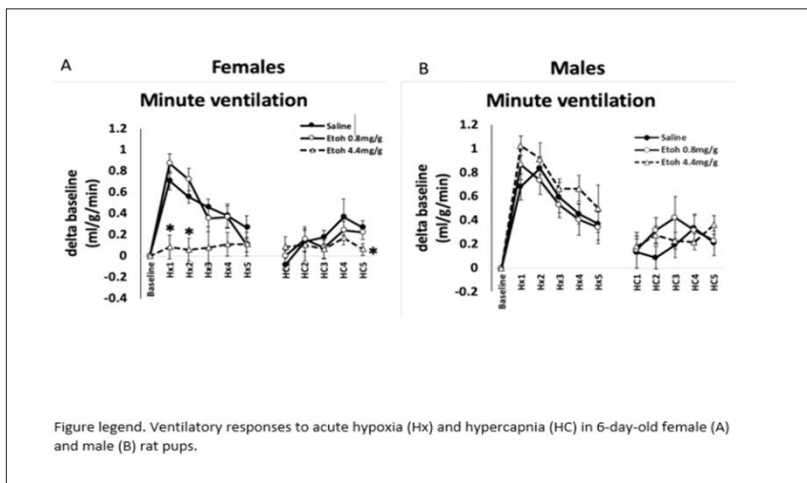 A
Females
Minute ventilation
Saline
Etoh 0.8mg/g
Etoh 4.4mg/g
delta baseline
(ml/g/min)
1.2
1
0.8
0.6
0.4
0.2
0
-0.2
-0.4
*
*
*
Baseline
Hx1
Hx2
Hx3
Hx4
Hx5
HC2
HC3
HC4
HC5
B
Males
Minute ventilation
Saline
Etoh 0.8mg/g
Etoh 4.4mg/g
delta baseline
(ml/g/min)
1.2
1
0.8
0.6
0.4
0.2
0
-0.2
Baseline
Hx1
Hx2
Hx3
Hx4
Hx5
HC1
HC2
HC3
HC4
HC5
Figure legend. Ventilatory responses to acute hypoxia (Hx) and hypercapnia (HC) in 6-day-old female (A)
and male (B) rat pups.